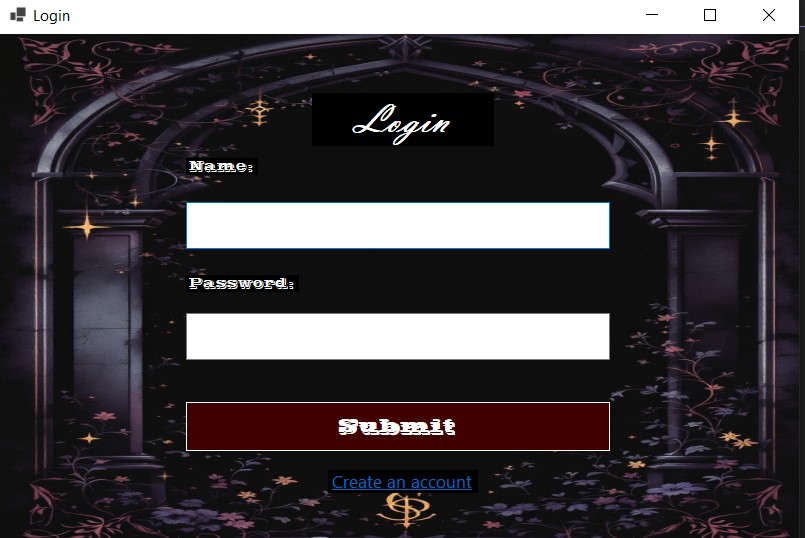 Login
Login
Name:
Password:
Submit
Create an account